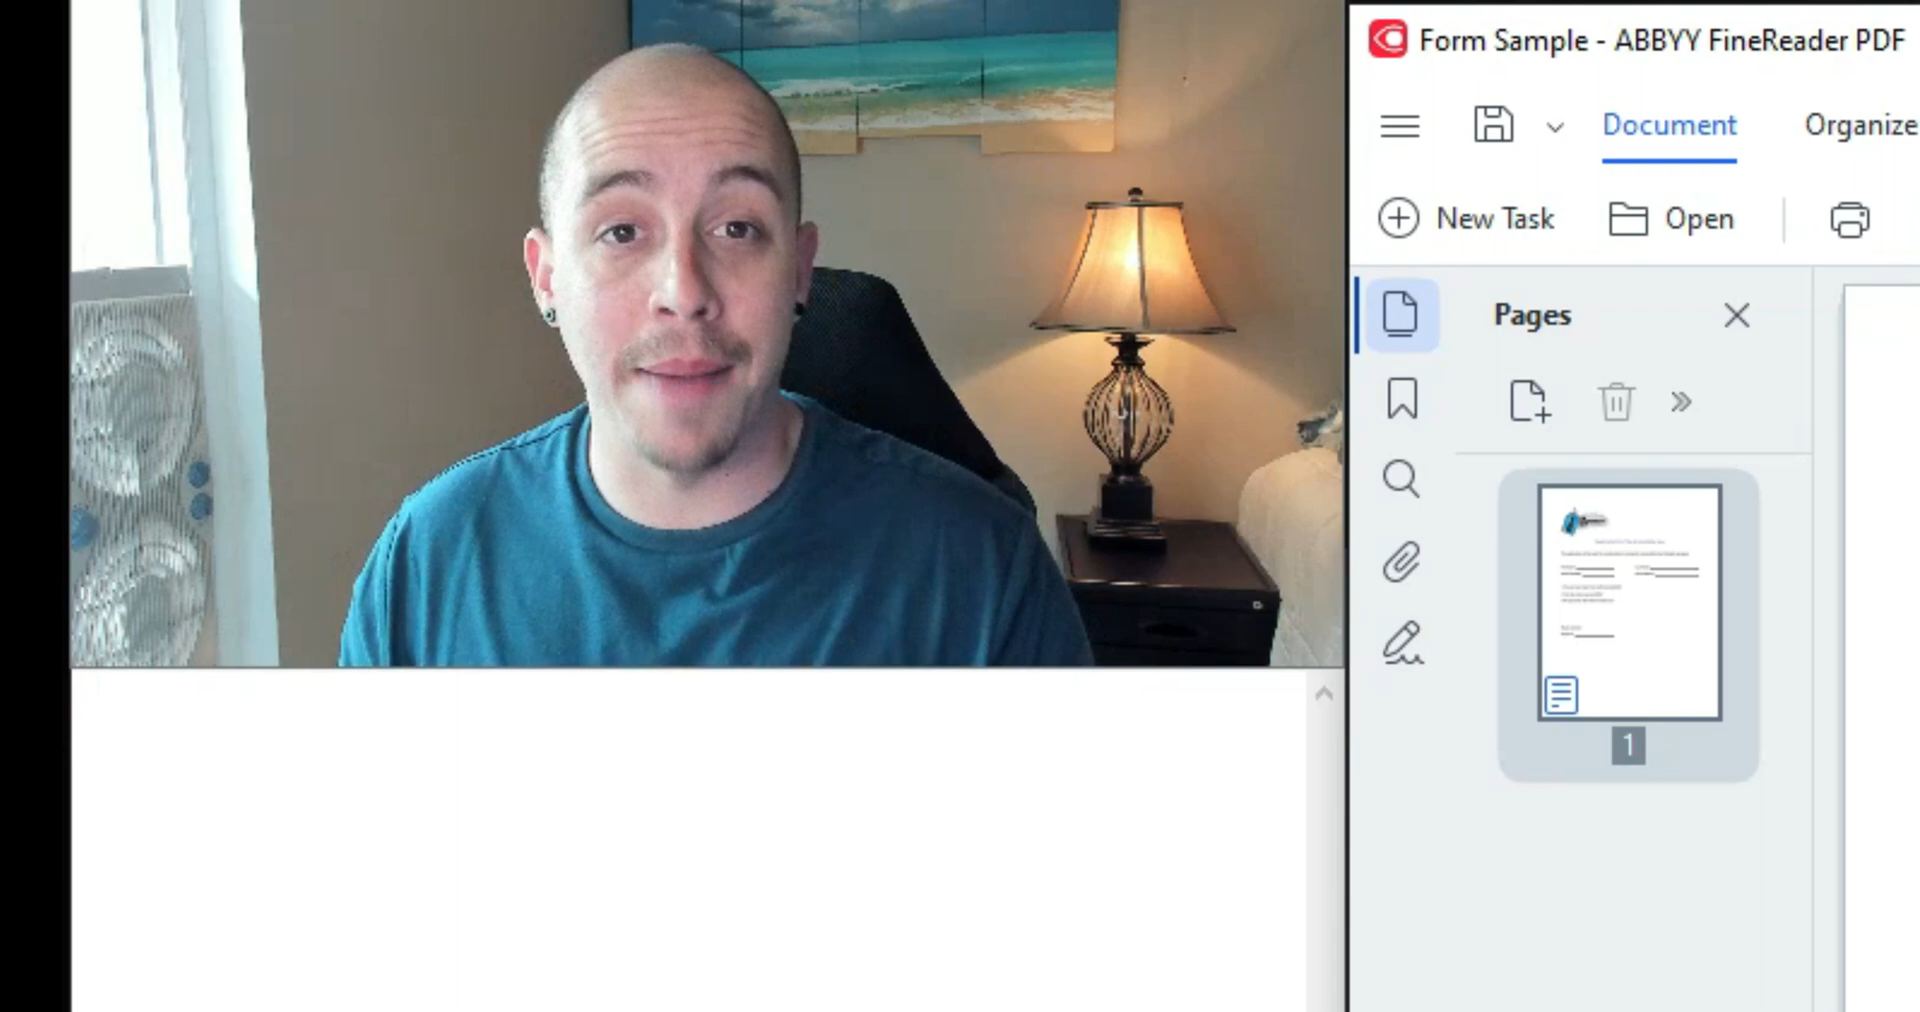 Form Sample - ABBYY FineReader PDF
Document Organize
New Task Open
Pages
1